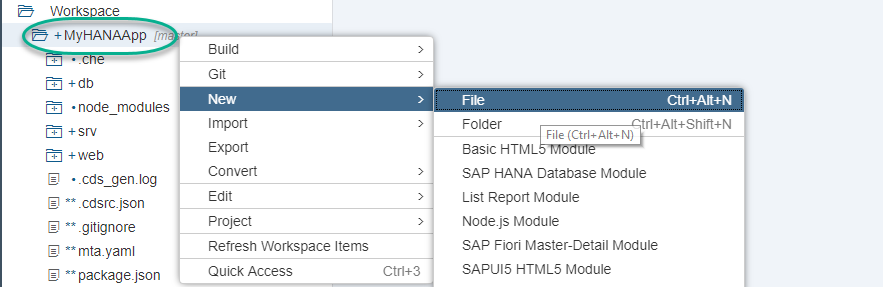 Workspace
+ MyHANAApp [master]
• .che
+ db
• node_modules
+ srv
+ web
• .cds_gen.log
** .cdsrc.json
** .gitignore
** mta.yaml
** package.json
Build >
Git >
New >
Import >
Export
Convert >
Edit >
Project >
Refresh Workspace Items
Quick Access Ctrl+3
File Ctrl+Alt+N
Folder Ctrl+Alt+Shift+N
File (Ctrl+Alt+N)
Basic HTML5 Module
SAP HANA Database Module
List Report Module
Node.js Module
SAP Fiori Master-Detail Module
SAPUI5 HTML5 Module